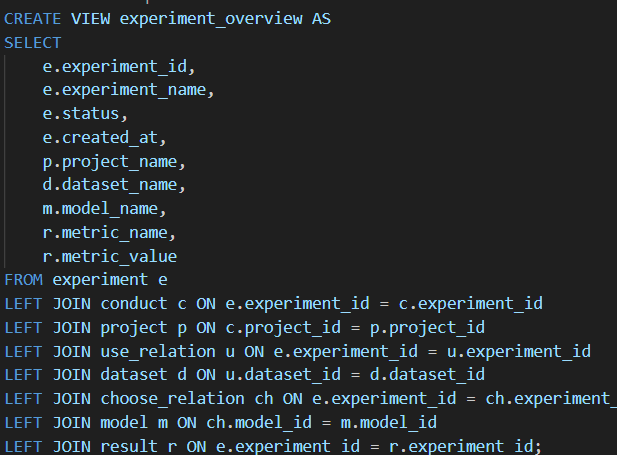 CREATE VIEW experiment_overview AS
SELECT
    e.experiment_id,
    e.experiment_name,
    e.status,
    e.created_at,
    p.project_name,
    d.dataset_name,
    m.model_name,
    r.metric_name,
    r.metric_value
FROM experiment e
LEFT JOIN conduct c ON e.experiment_id = c.experiment_id
LEFT JOIN project p ON c.project_id = p.project_id
LEFT JOIN use_relation u ON e.experiment_id = u.experiment_id
LEFT JOIN dataset d ON u.dataset_id = d.dataset_id
LEFT JOIN choose_relation ch ON e.experiment_id = ch.experiment_
LEFT JOIN model m ON ch.model_id = m.model_id
LEFT JOIN result r ON e.experiment_id = r.experiment_id;